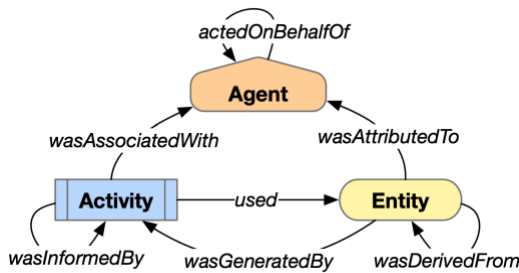 actedOnBehalfOf
Agent
wasAssociatedWith
wasAttributedTo
Activity
used
Entity
wasInformedBy
wasGeneratedBy
wasDerivedFrom